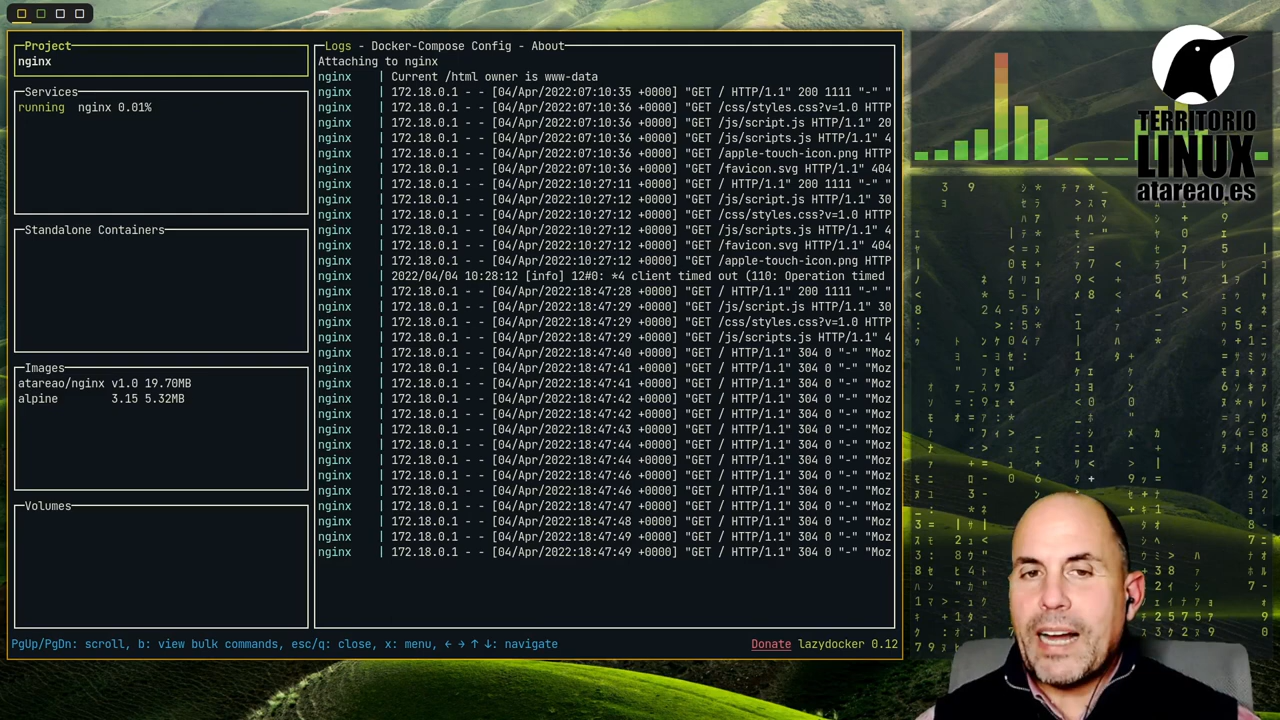 Project
nginx
Services
running nginx 0.01%
Standalone Containers
Images
atareao/nginx v1.0 19.70MB
alpine 3.15 5.32MB
Volumes
Logs - Docker-Compose Config - About
Attaching to nginx
nginx | Current /html owner is www-data
nginx | 172.18.0.1 - - [04/Apr/2022:07:10:35 +0000] "GET / HTTP/1.1" 200 1111 "-" "
nginx | 172.18.0.1 - - [04/Apr/2022:07:10:36 +0000] "GET /css/styles.css?v=1.0 HTTP
nginx | 172.18.0.1 - - [04/Apr/2022:07:10:36 +0000] "GET /js/script.js HTTP/1.1" 20
nginx | 172.18.0.1 - - [04/Apr/2022:07:10:36 +0000] "GET /js/scripts.js HTTP/1.1" 4
nginx | 172.18.0.1 - - [04/Apr/2022:07:10:36 +0000] "GET /apple-touch-icon.png HTTP
nginx | 172.18.0.1 - - [04/Apr/2022:07:10:36 +0000] "GET /favicon.svg HTTP/1.1" 404
nginx | 172.18.0.1 - - [04/Apr/2022:10:27:11 +0000] "GET / HTTP/1.1" 200 1111 "-" "
nginx | 172.18.0.1 - - [04/Apr/2022:10:27:12 +0000] "GET /js/script.js HTTP/1.1" 30
nginx | 172.18.0.1 - - [04/Apr/2022:10:27:12 +0000] "GET /css/styles.css?v=1.0 HTTP
nginx | 172.18.0.1 - - [04/Apr/2022:10:27:12 +0000] "GET /js/scripts.js HTTP/1.1" 4
nginx | 172.18.0.1 - - [04/Apr/2022:10:27:12 +0000] "GET /favicon.svg HTTP/1.1" 404
nginx | 172.18.0.1 - - [04/Apr/2022:10:27:12 +0000] "GET /apple-touch-icon.png HTTP
nginx | 2022/04/04 10:28:12 [info] 12#0: *4 client timed out (110: Operation timed
nginx | 172.18.0.1 - - [04/Apr/2022:18:47:28 +0000] "GET / HTTP/1.1" 200 1111 "-" "
nginx | 172.18.0.1 - - [04/Apr/2022:18:47:29 +0000] "GET /js/script.js HTTP/1.1" 30
nginx | 172.18.0.1 - - [04/Apr/2022:18:47:29 +0000] "GET /css/styles.css?v=1.0 HTTP
nginx | 172.18.0.1 - - [04/Apr/2022:18:47:29 +0000] "GET /js/scripts.js HTTP/1.1" 4
nginx | 172.18.0.1 - - [04/Apr/2022:18:47:40 +0000] "GET / HTTP/1.1" 304 0 "-" "Moz
nginx | 172.18.0.1 - - [04/Apr/2022:18:47:41 +0000] "GET / HTTP/1.1" 304 0 "-" "Moz
nginx | 172.18.0.1 - - [04/Apr/2022:18:47:41 +0000] "GET / HTTP/1.1" 304 0 "-" "Moz
nginx | 172.18.0.1 - - [04/Apr/2022:18:47:42 +0000] "GET / HTTP/1.1" 304 0 "-" "Moz
nginx | 172.18.0.1 - - [04/Apr/2022:18:47:42 +0000] "GET / HTTP/1.1" 304 0 "-" "Moz
nginx | 172.18.0.1 - - [04/Apr/2022:18:47:43 +0000] "GET / HTTP/1.1" 304 0 "-" "Moz
nginx | 172.18.0.1 - - [04/Apr/2022:18:47:44 +0000] "GET / HTTP/1.1" 304 0 "-" "Moz
nginx | 172.18.0.1 - - [04/Apr/2022:18:47:44 +0000] "GET / HTTP/1.1" 304 0 "-" "Moz
nginx | 172.18.0.1 - - [04/Apr/2022:18:47:46 +0000] "GET / HTTP/1.1" 304 0 "-" "Moz
nginx | 172.18.0.1 - - [04/Apr/2022:18:47:46 +0000] "GET / HTTP/1.1" 304 0 "-" "Moz
nginx | 172.18.0.1 - - [04/Apr/2022:18:47:47 +0000] "GET / HTTP/1.1" 304 0 "-" "Moz
nginx | 172.18.0.1 - - [04/Apr/2022:18:47:48 +0000] "GET / HTTP/1.1" 304 0 "-" "Moz
nginx | 172.18.0.1 - - [04/Apr/2022:18:47:49 +0000] "GET / HTTP/1.1" 304 0 "-" "Moz
nginx | 172.18.0.1 - - [04/Apr/2022:18:47:49 +0000] "GET / HTTP/1.1" 304 0 "-" "Moz
PgUp/PgDn: scroll, b: view bulk commands, esc/q: close, x: menu, ← → ↑ ↓: navigate
Donate lazydocker 0.12
TERRITORIO
LINUX
atareao.es